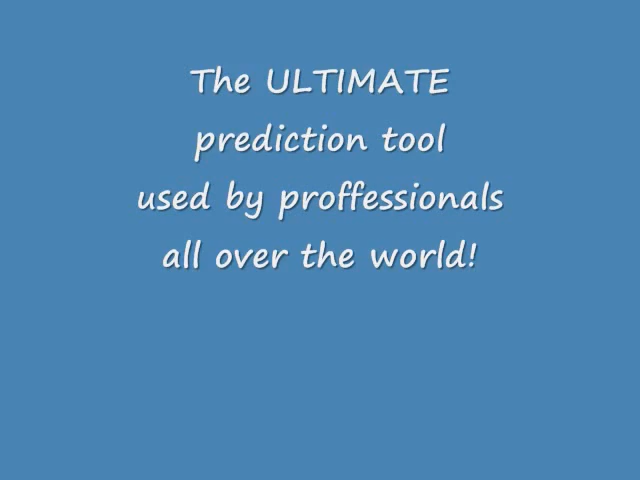 The ULTIMATE
prediction tool
used by proffessionals
all over the world!